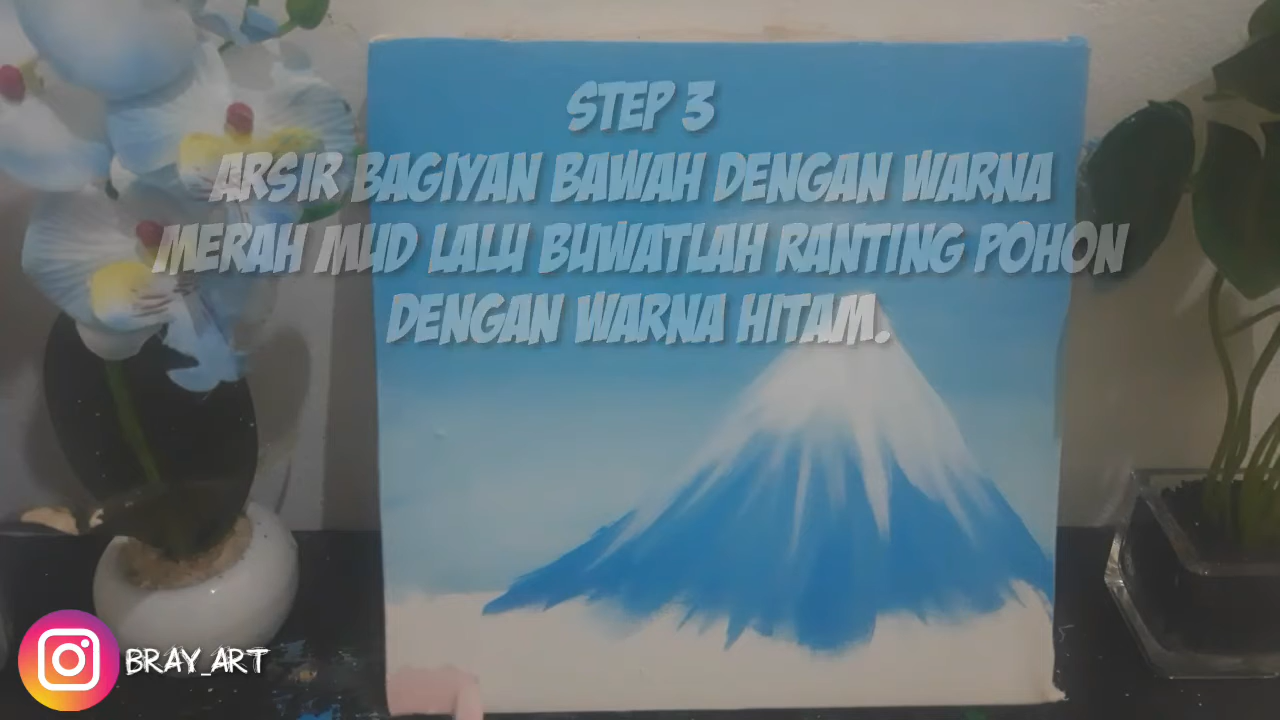 STEP 3
ARSIR BAGIYAN BAWAH DENGAN WARNA
MERAH MUD LALU BUWATLAH RANTING POHON
DENGAN WARNA HITAM.
BRAY_ART